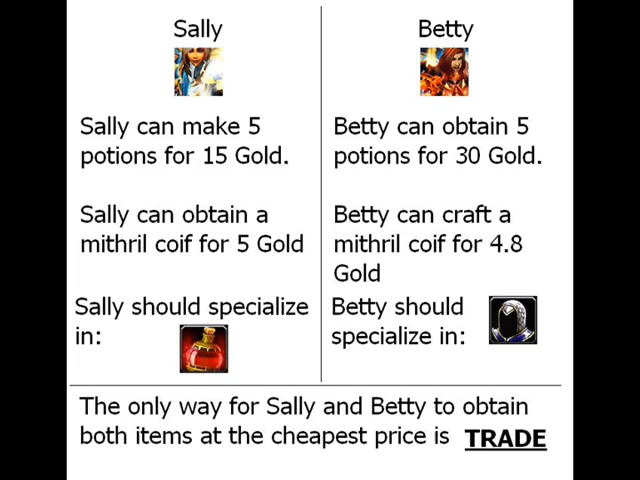 Sally
Sally can make 5
potions for 15 Gold.
Sally can obtain a
mithril coif for 5 Gold
Sally should specialize
in:
Betty
Betty can obtain 5
potions for 30 Gold.
Betty can craft a
mithril coif for 4.8
Gold
Betty should
specialize in:
The only way for Sally and Betty to obtain
both items at the cheapest price is TRADE